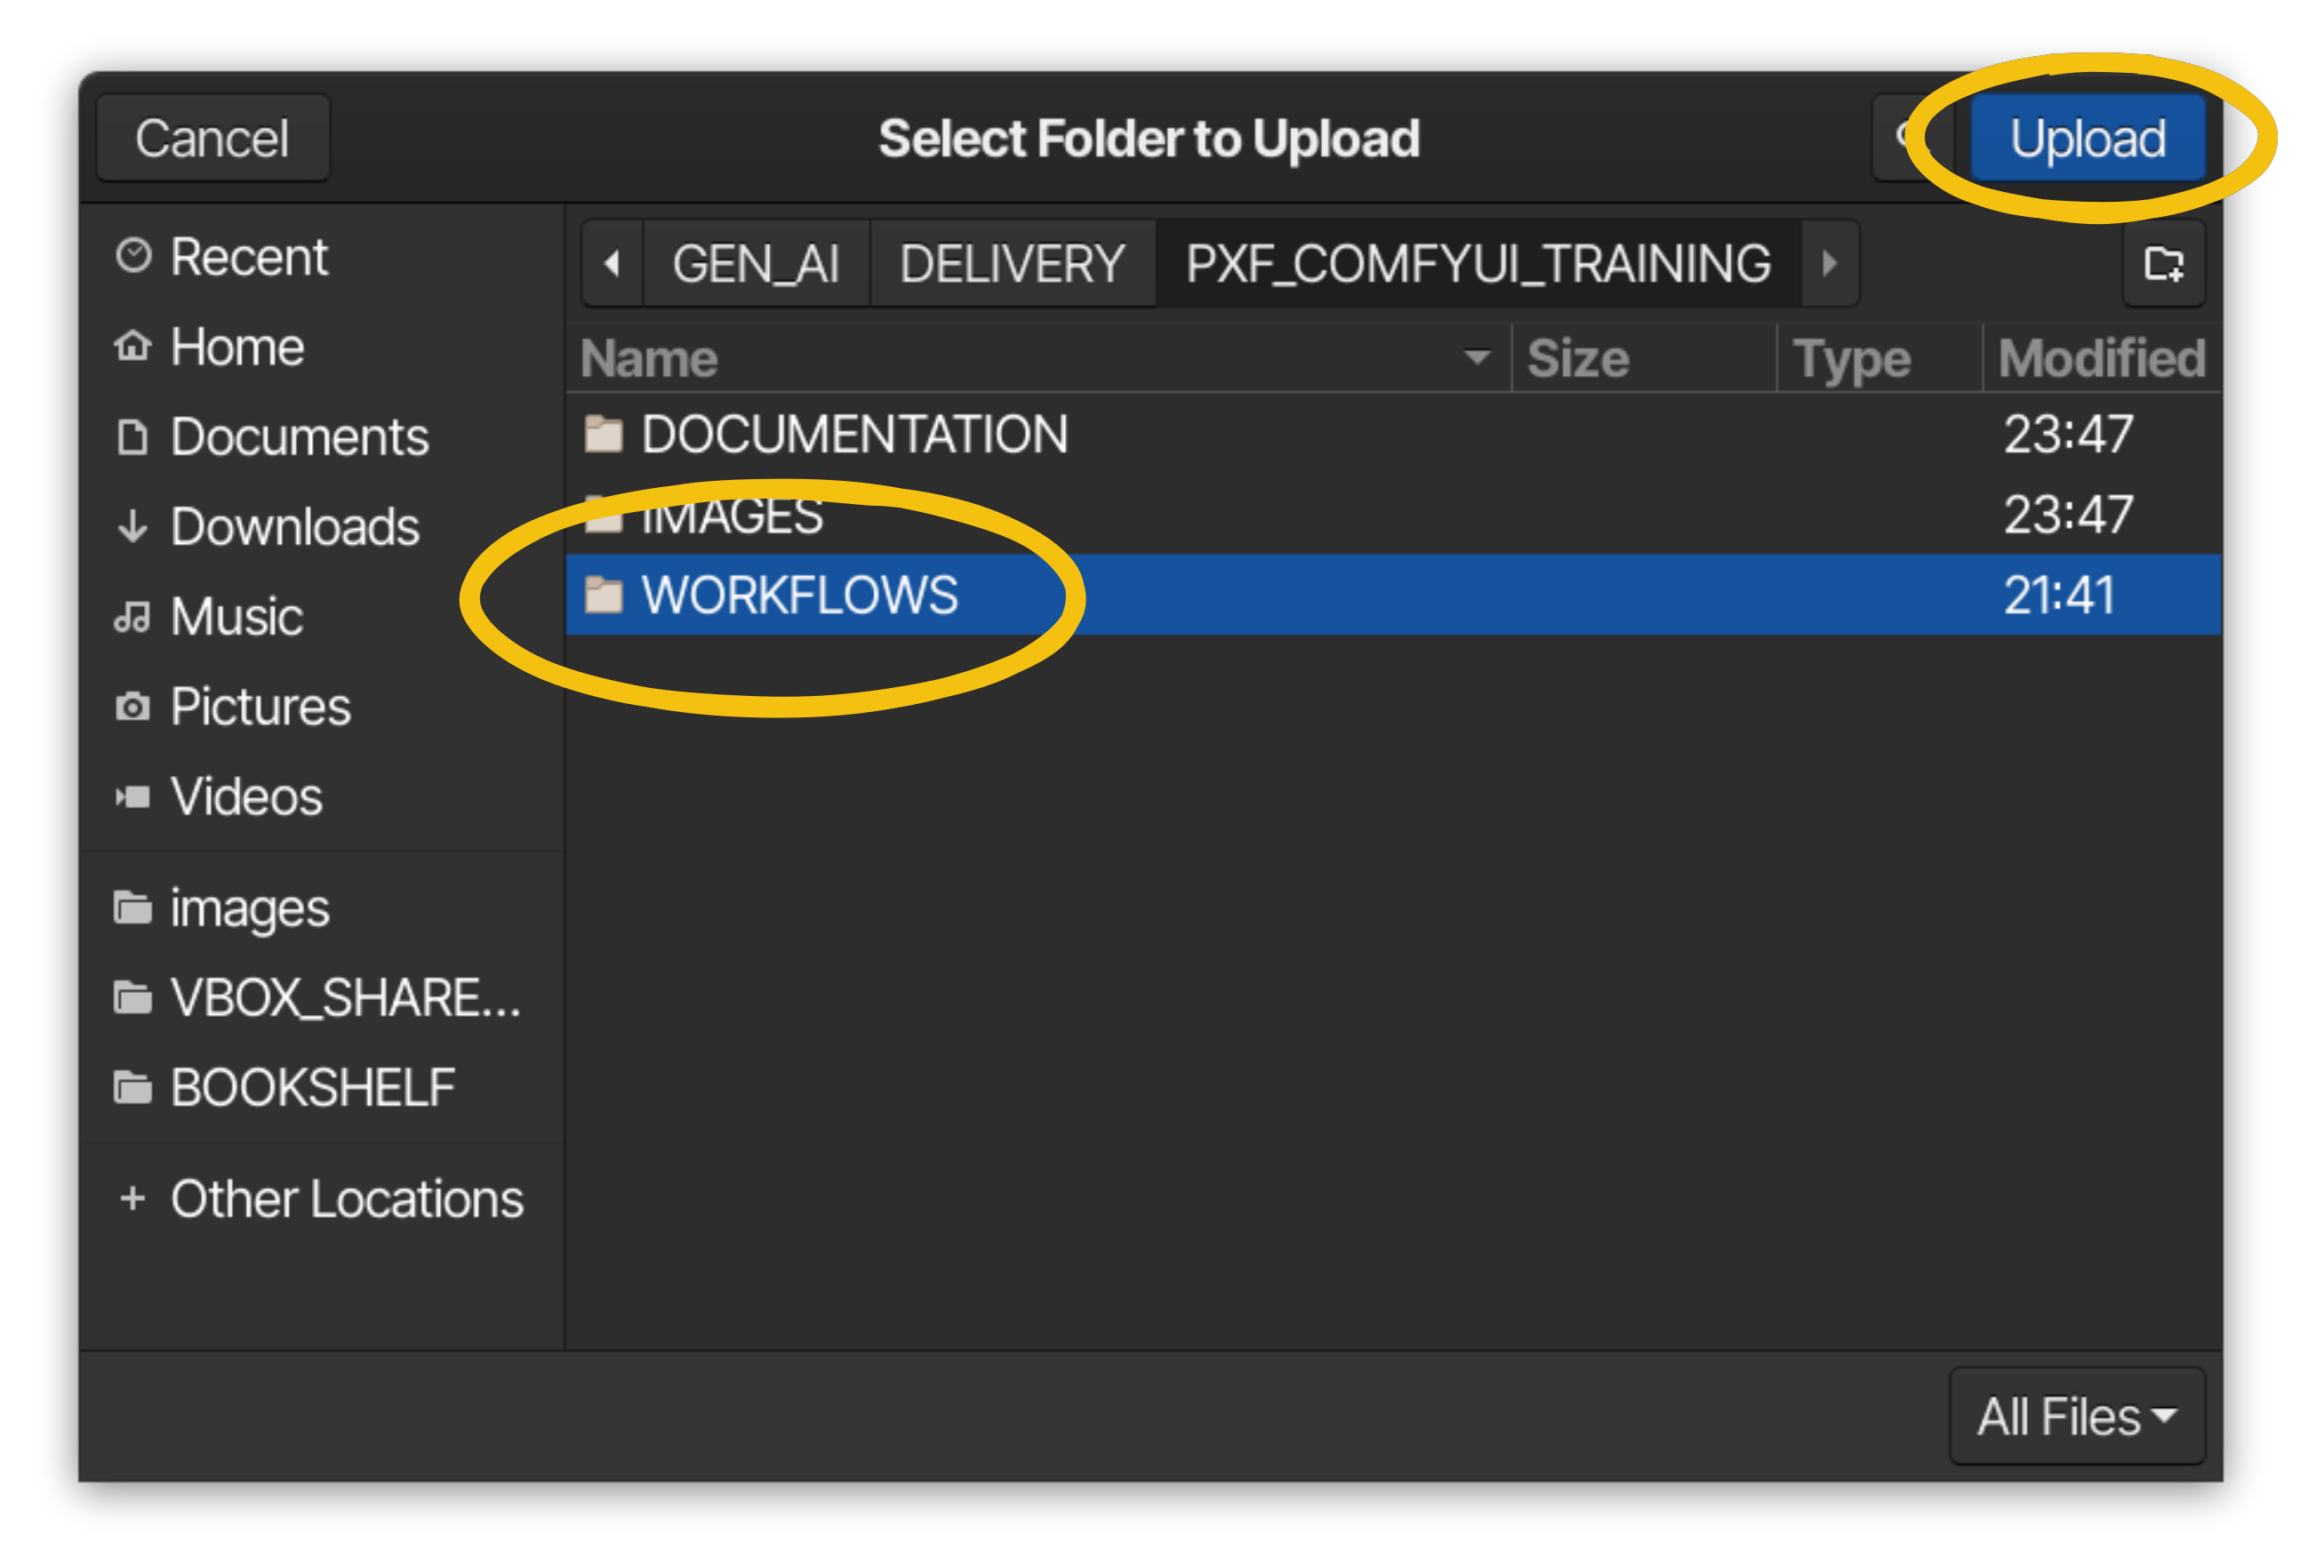 Cancel Select Folder to Upload Upload
Recent
Home
Documents
Downloads
Music
Pictures
Videos
images
VBOX_SHARE...
BOOKSHELF
Other Locations
GEN_AI DELIVERY PXF_COMFYUI_TRAINING
Name Size Type Modified
DOCUMENTATION 23:47
IMAGES 23:47
WORKFLOWS 21:41
All Files